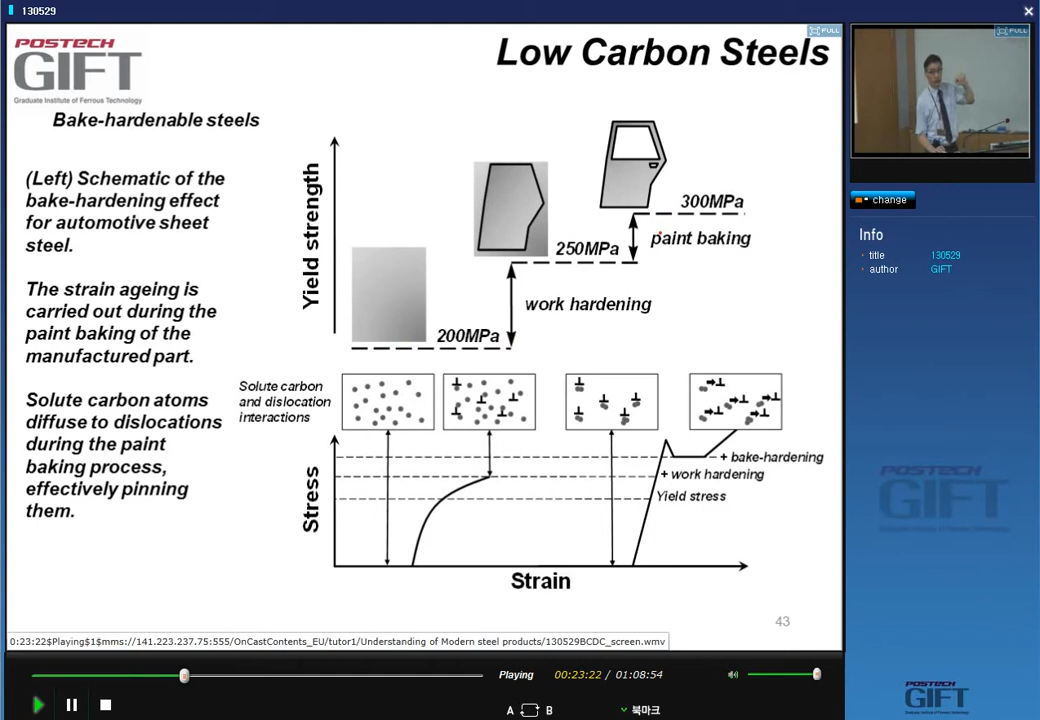 130529
POSTECH
GIFT
Graduate Institute of Ferrous Technology
FULL
Low Carbon Steels
Bake-hardenable steels
(Left) Schematic of the
bake-hardening effect
for automotive sheet
steel.
The strain ageing is
carried out during the
paint baking of the
manufactured part.
Solute carbon atoms
diffuse to dislocations
during the paint
baking process,
effectively pinning
them.
Yield strength
200MPa
work hardening
250MPa
paint baking
300MPa
Solute carbon
and dislocation
interactions
Stress
+ bake-hardening
+ work hardening
Yield stress
Strain
43
0:23:22$Playing$1$mms://141.223.237.75:555/OnCastContents_EU/tutor1/Understanding of Modern steel products/130529BCDC_screen.wmv
Playing 00:23:22 / 01:08:54
A B 북마크
FULL
change
Info
title 130529
author GIFT
POSTECH
GIFT
POSTECH
GIFT